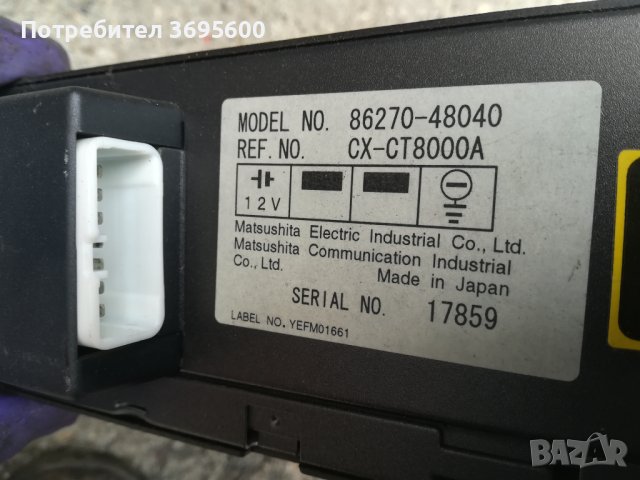 Потребител 3695600
MODEL NO. 86270-48040
REF. NO. CX-CT8000A
12V
Matsushita Electric Industrial Co., Ltd.
Matsushita Communication Industrial
Co., Ltd. Made in Japan
SERIAL NO. 17859
LABEL NO. YEFM01661
BAZAR